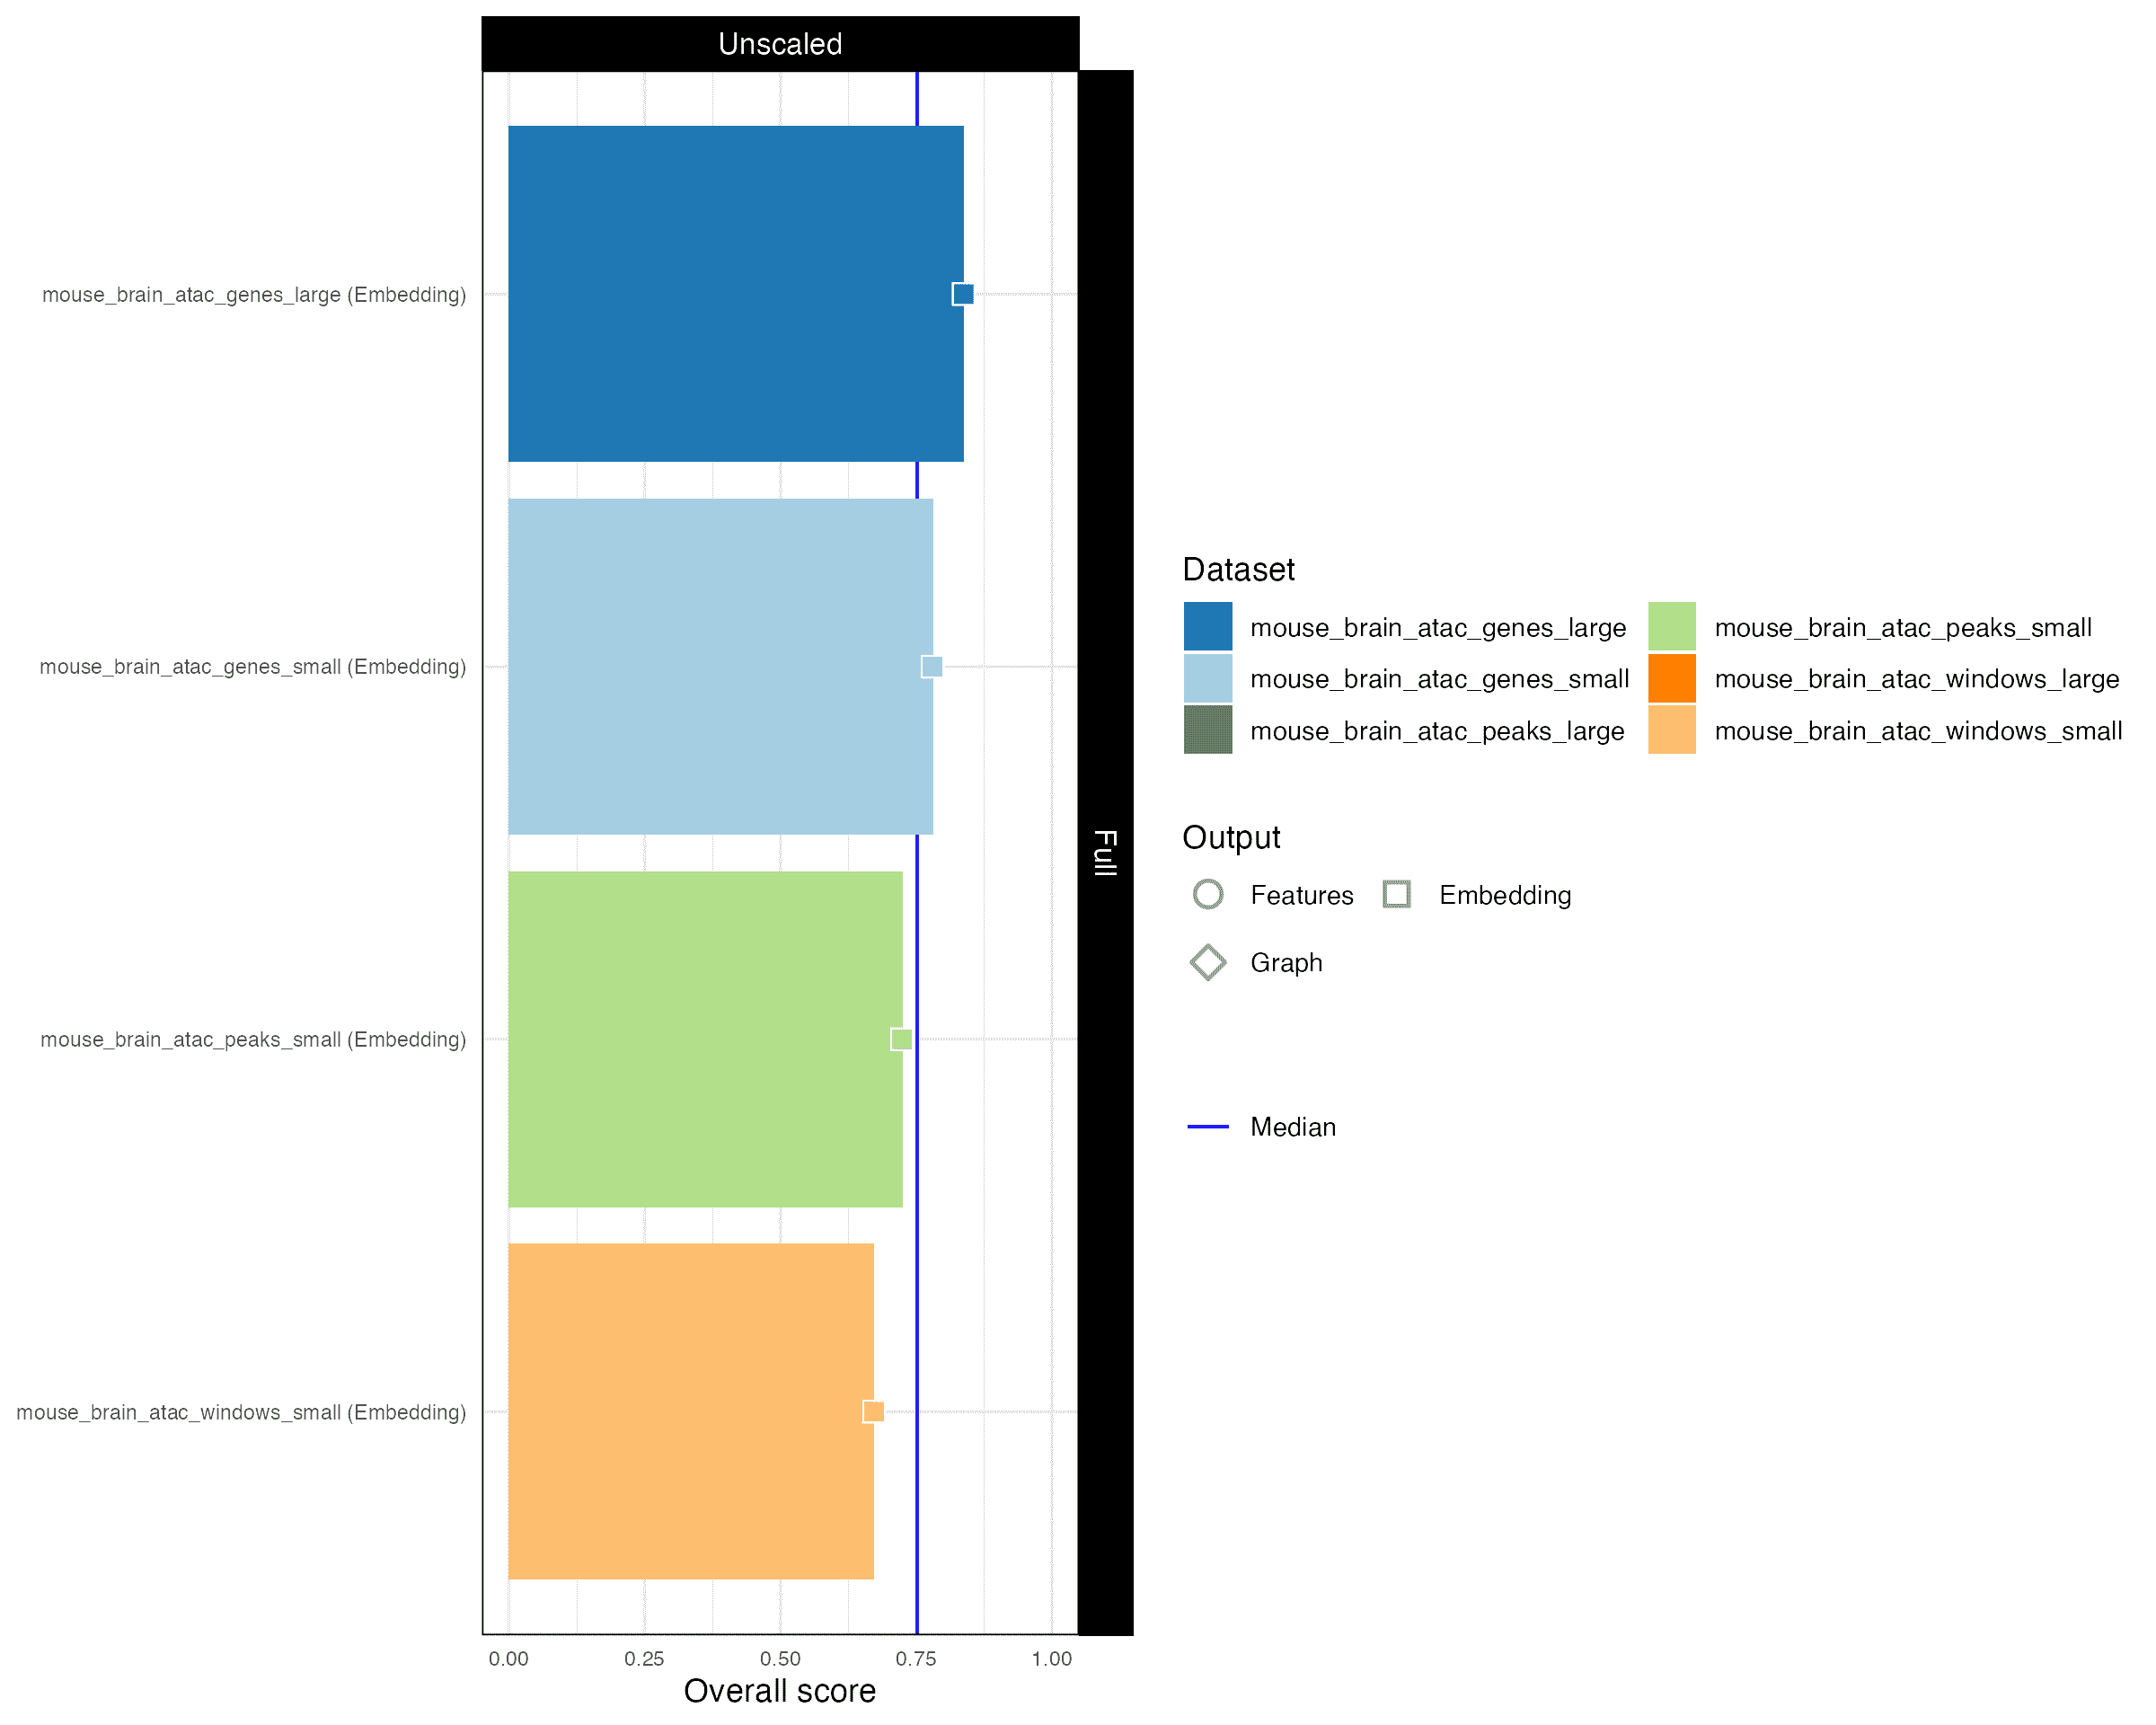 Unscaled
Full
mouse_brain_atac_genes_large (Embedding)
mouse_brain_atac_genes_small (Embedding)
mouse_brain_atac_peaks_small (Embedding)
mouse_brain_atac_windows_small (Embedding)
0.00 0.25 0.50 0.75 1.00
Overall score
Dataset
mouse_brain_atac_genes_large mouse_brain_atac_peaks_small
mouse_brain_atac_genes_small mouse_brain_atac_windows_large
mouse_brain_atac_peaks_large mouse_brain_atac_windows_small
Output
Features Embedding
Graph
Median